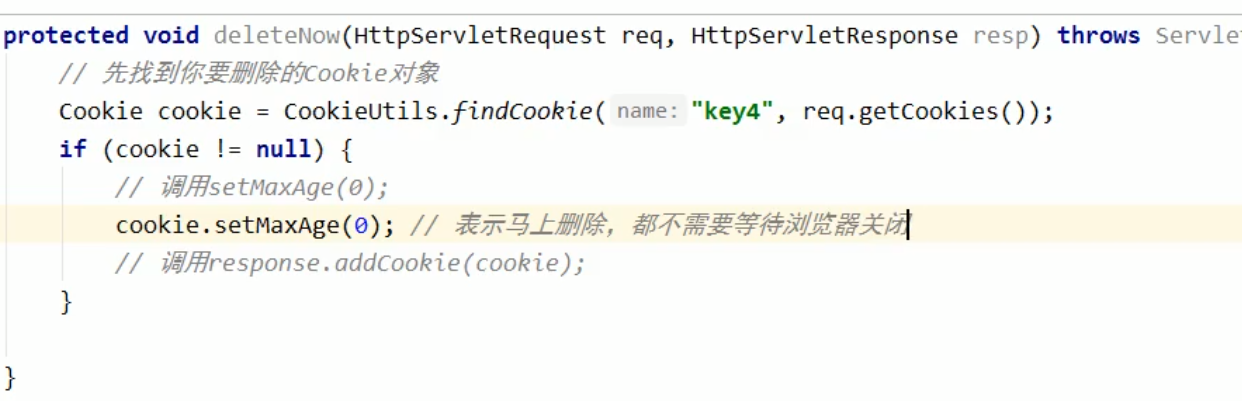 protected void deleteNow(HttpServletRequest req, HttpServletResponse resp) throws Servlet
// 先找到你要删除的Cookie对象
Cookie cookie = CookieUtils.findCookie( name: "key4", req.getCookies());
if (cookie != null) {
// 调用setMaxAge(0);
cookie.setMaxAge(0); // 表示马上删除，都不需要等待浏览器关闭
// 调用response.addCookie(cookie);
}
}